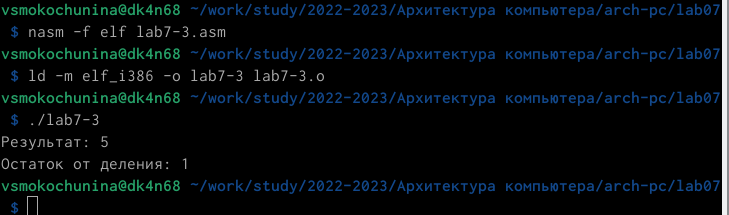 vsmokochunina@dk4n68 ~/work/study/2022-2023/Архитектура компьютера/arch-pc/lab07
$ nasm -f elf lab7-3.asm
vsmokochunina@dk4n68 ~/work/study/2022-2023/Архитектура компьютера/arch-pc/lab07
$ ld -m elf_i386 -o lab7-3 lab7-3.o
vsmokochunina@dk4n68 ~/work/study/2022-2023/Архитектура компьютера/arch-pc/lab07
$ ./lab7-3
Результат: 5
Остаток от деления: 1
vsmokochunina@dk4n68 ~/work/study/2022-2023/Архитектура компьютера/arch-pc/lab07
$